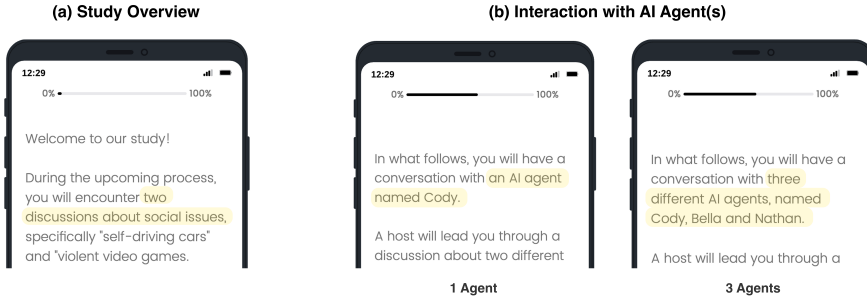 (a) Study Overview
12:29
0% 100%
Welcome to our study!
During the upcoming process,
you will encounter two
discussions about social issues,
specifically "self-driving cars"
and "violent video games.
(b) Interaction with AI Agent(s)
12:29
0% 100%
In what follows, you will have a
conversation with an AI agent
named Cody.
A host will lead you through a
discussion about two different
1 Agent
12:29
0% 100%
In what follows, you will have a
conversation with three
different AI agents, named
Cody, Bella and Nathan.
A host will lead you through a
3 Agents